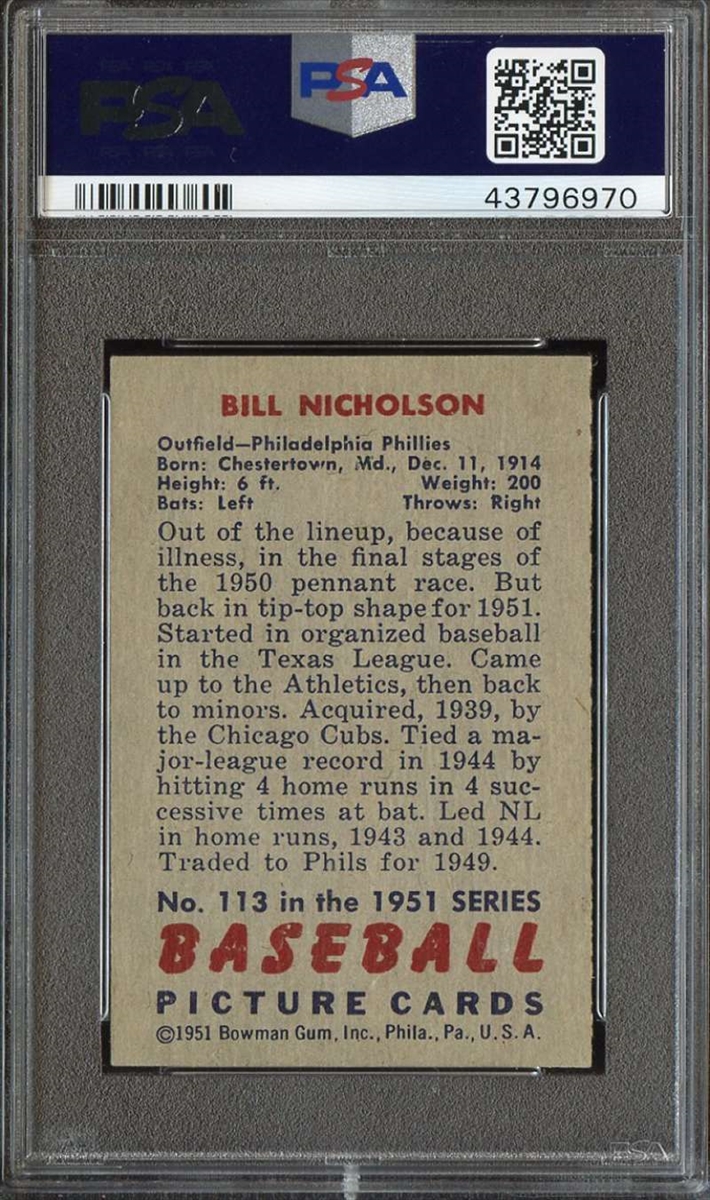 PSA
PSA
43796970
BILL NICHOLSON
Outfield—Philadelphia Phillies
Born: Chestertown, Md., Dec. 11, 1914
Height: 6 ft. Weight: 200
Bats: Left Throws: Right
Out of the lineup, because of
illness, in the final stages of
the 1950 pennant race. But
back in tip-top shape for 1951.
Started in organized baseball
in the Texas League. Came
up to the Athletics, then back
to minors. Acquired, 1939, by
the Chicago Cubs. Tied a ma-
jor-league record in 1944 by
hitting 4 home runs in 4 suc-
cessive times at bat. Led NL
in home runs, 1943 and 1944.
Traded to Phils for 1949.
No. 113 in the 1951 SERIES
BASEBALL
PICTURE CARDS
©1951 Bowman Gum, Inc., Phila., Pa., U. S. A.
PSA